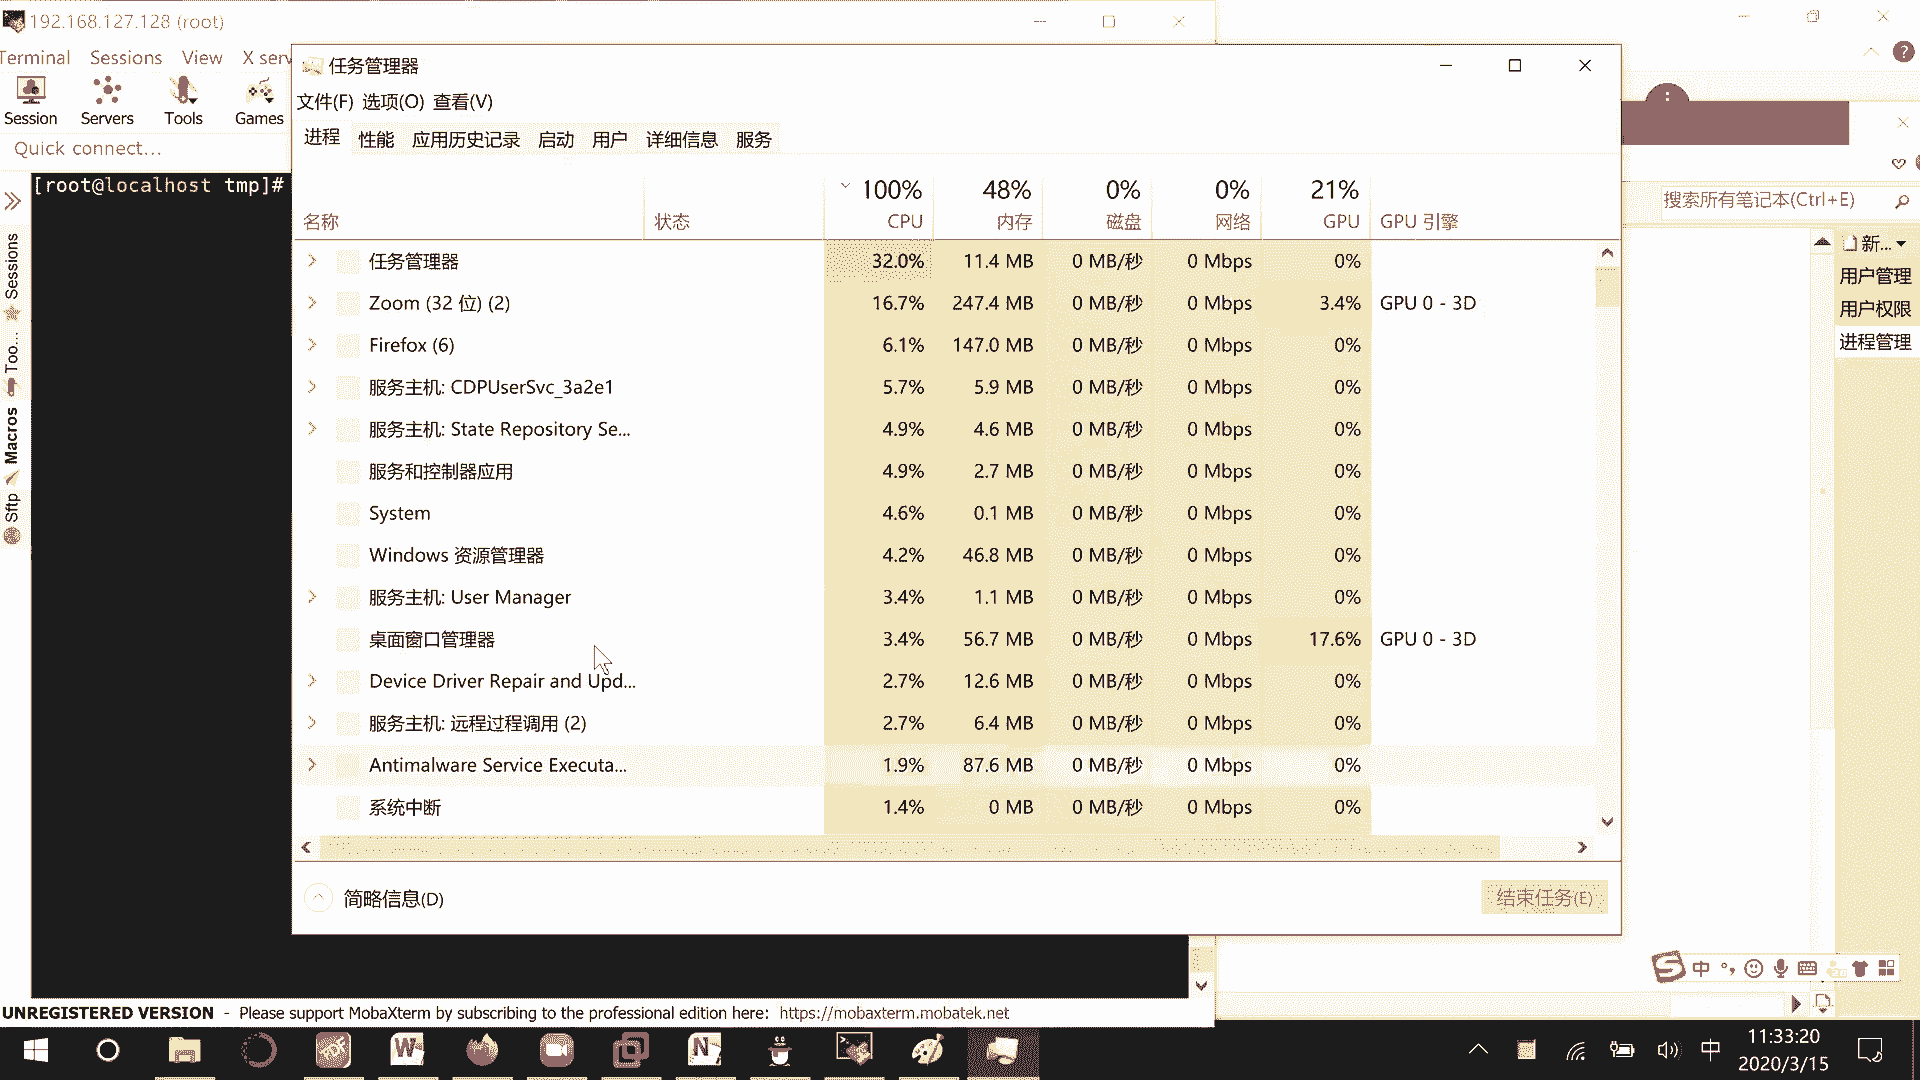 192.168.127.128 (root)
Terminal Sessions View X serv
Session Servers Tools Games
Quick connect...
[root@localhost tmp]#
Sessions
Too...
Macros
Sftp
任务管理器
文件(F) 选项(O) 查看(V)
进程 性能 应用历史记录 启动 用户 详细信息 服务
100% 48% 0% 0% 21%
名称 状态 CPU 内存 磁盘 网络 GPU GPU 引擎
任务管理器 32.0% 11.4 MB 0 MB/秒 0 Mbps 0%
Zoom (32 位) (2) 16.7% 247.4 MB 0 MB/秒 0 Mbps 3.4% GPU 0 - 3D
Firefox (6) 6.1% 147.0 MB 0 MB/秒 0 Mbps 0%
服务主机: CDPUserSvc_3a2e1 5.7% 5.9 MB 0 MB/秒 0 Mbps 0%
服务主机: State Repository Se... 4.9% 4.6 MB 0 MB/秒 0 Mbps 0%
服务和控制器应用 4.9% 2.7 MB 0 MB/秒 0 Mbps 0%
System 4.6% 0.1 MB 0 MB/秒 0 Mbps 0%
Windows 资源管理器 4.2% 46.8 MB 0 MB/秒 0 Mbps 0%
服务主机: User Manager 3.4% 1.1 MB 0 MB/秒 0 Mbps 0%
桌面窗口管理器 3.4% 56.7 MB 0 MB/秒 0 Mbps 17.6% GPU 0 - 3D
Device Driver Repair and Upd... 2.7% 12.6 MB 0 MB/秒 0 Mbps 0%
服务主机: 远程过程调用 (2) 2.7% 6.4 MB 0 MB/秒 0 Mbps 0%
Antimalware Service Executa... 1.9% 87.6 MB 0 MB/秒 0 Mbps 0%
系统中断 1.4% 0 MB 0 MB/秒 0 Mbps 0%
简略信息(D) 结束任务(E)
搜索所有笔记本(Ctrl+E)
新...
用户管理
用户权限
进程管理
中
UNREGISTERED VERSION - Please support MobaXterm by subscribing to the professional edition here: https://mobaxterm.mobatek.net
中
11:33:20
2020/3/15